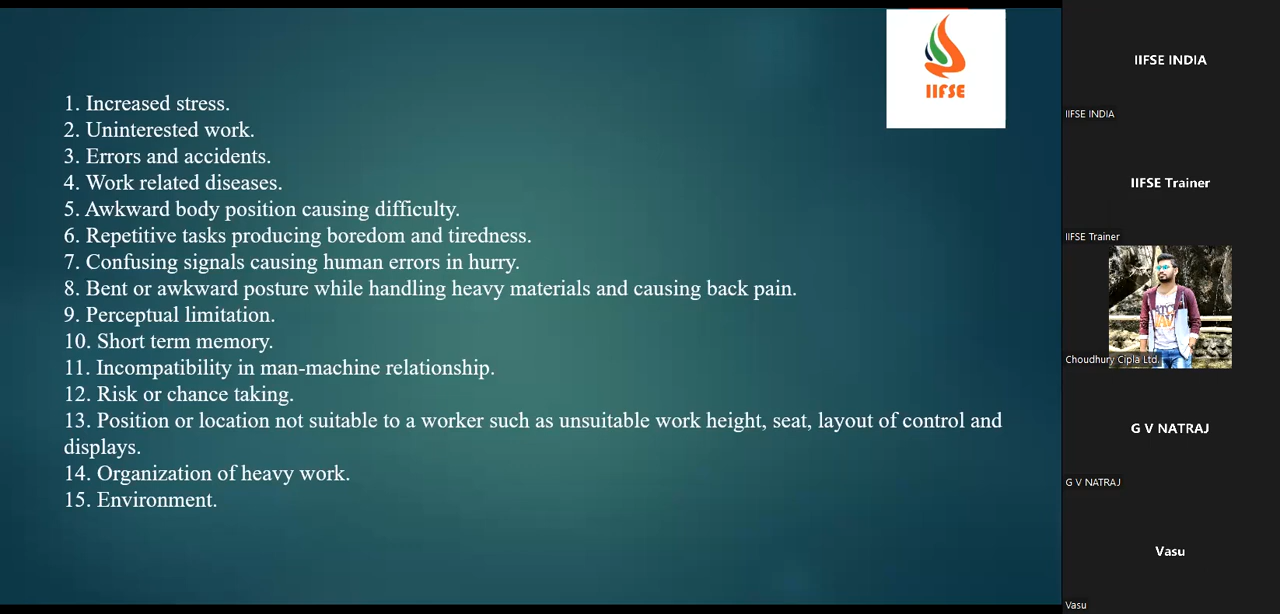 IIFSE
1. Increased stress.
2. Uninterested work.
3. Errors and accidents.
4. Work related diseases.
5. Awkward body position causing difficulty.
6. Repetitive tasks producing boredom and tiredness.
7. Confusing signals causing human errors in hurry.
8. Bent or awkward posture while handling heavy materials and causing back pain.
9. Perceptual limitation.
10. Short term memory.
11. Incompatibility in man-machine relationship.
12. Risk or chance taking.
13. Position or location not suitable to a worker such as unsuitable work height, seat, layout of control and
displays.
14. Organization of heavy work.
15. Environment.
IIFSE INDIA
IIFSE INDIA
IIFSE Trainer
IIFSE Trainer
Choudhury Cipla Ltd.
G V NATRAJ
G V NATRAJ
Vasu
Vasu